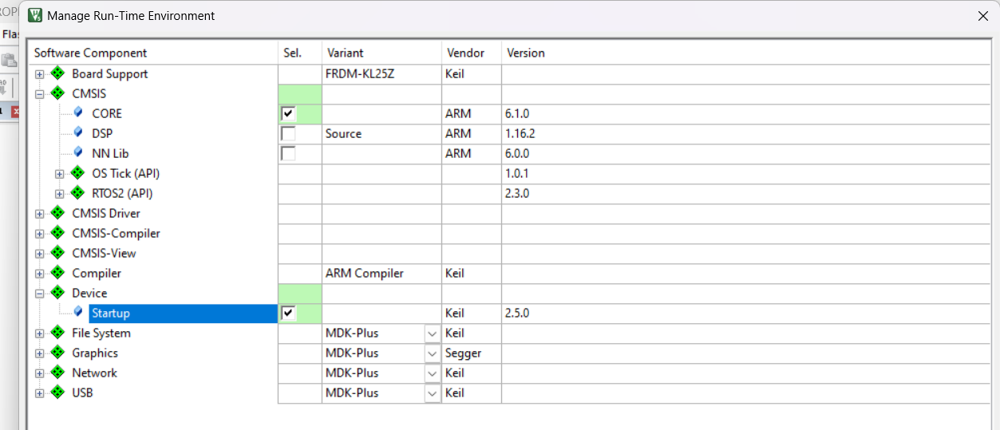 Manage Run-Time Environment
Fla
Software Component Sel. Variant Vendor Version
Board Support FRDM-KL25Z Keil
CMSIS
CORE ARM 6.1.0
DSP Source ARM 1.16.2
NN Lib ARM 6.0.0
OS Tick (API) 1.0.1
RTOS2 (API) 2.3.0
CMSIS Driver
CMSIS-Compiler
CMSIS-View
Compiler ARM Compiler Keil
Device
Startup Keil 2.5.0
File System MDK-Plus Keil
Graphics MDK-Plus Segger
Network MDK-Plus Keil
USB MDK-Plus Keil